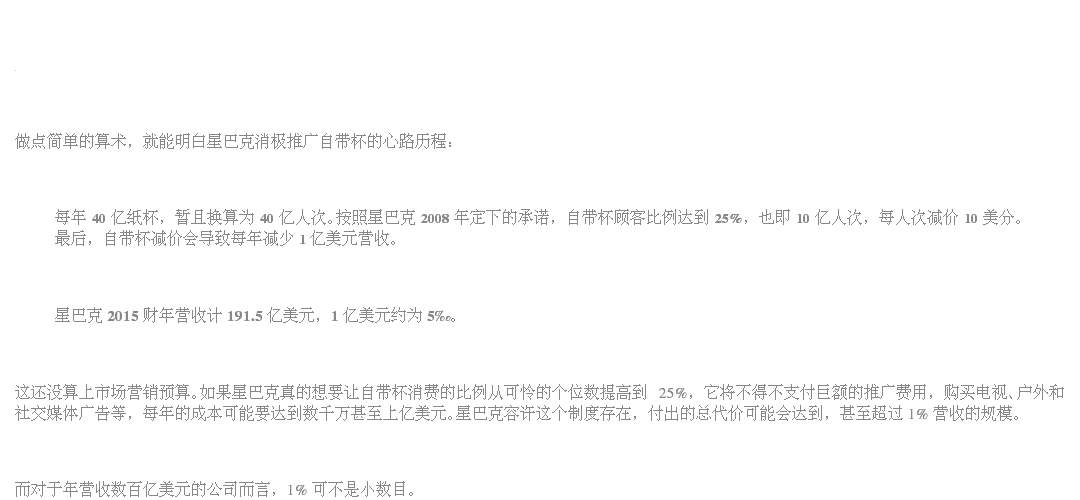 做点简单的算术，就能明白星巴克消极推广自带杯的心路历程：
每年 40 亿纸杯，暂且换算为 40 亿人次。按照星巴克 2008 年定下的承诺，自带杯顾客比例达到 25%，也即 10 亿人次，每人次减价 10 美分。
最后，自带杯减价会导致每年减少 1 亿美元营收。
星巴克 2015 财年营收计 191.5 亿美元，1 亿美元约为 5‰。
这还没算上市场营销预算。如果星巴克真的想要让自带杯消费的比例从可怜的个位数提高到 25%，它将不得不支付巨额的推广费用，购买电视、户外和
社交媒体广告等，每年的成本可能要达到数千万甚至上亿美元。星巴克容许这个制度存在，付出的总代价可能会达到，甚至超过 1% 营收的规模。
而对于年营收数百亿美元的公司而言，1% 可不是小数目。